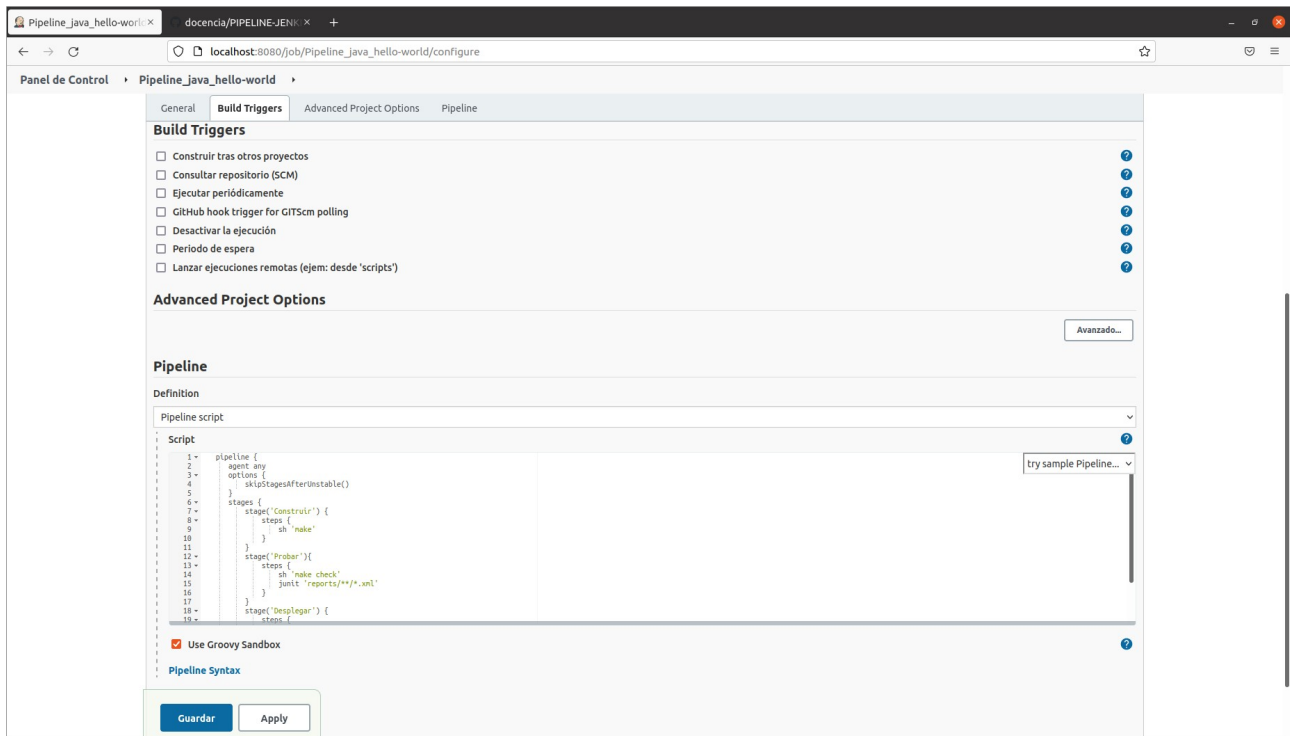 Pipeline_java_hello-worl
docencia/PIPELINE-JENK
localhost:8080/job/Pipeline_java_hello-world/configure
Panel de Control
Pipeline_java_hello-world
General
Build Triggers
Advanced Project Options
Pipeline
Build Triggers
Construir tras otros proyectos
Consultar repositorio (SCM)
Ejecutar periódicamente
GitHub hook trigger for GITScm polling
Desactivar la ejecución
Periodo de espera
Lanzar ejecuciones remotas (ejem: desde 'scripts')
Advanced Project Options
Avanzado...
Pipeline
Definition
Pipeline script
Script
try sample Pipeline...
1 pipeline {
2 agent any
3 options {
4 skipStagesAfterUnstable()
5 }
6 stages {
7 stage('Construir') {
8 steps {
9 sh 'make'
10 }
11 }
12 stage('Probar'){
13 steps {
14 sh 'make check'
15 junit 'reports/**/*.xml'
16 }
17 }
18 stage('Desplegar') {
19 steps {
Use Groovy Sandbox
Pipeline Syntax
Guardar
Apply